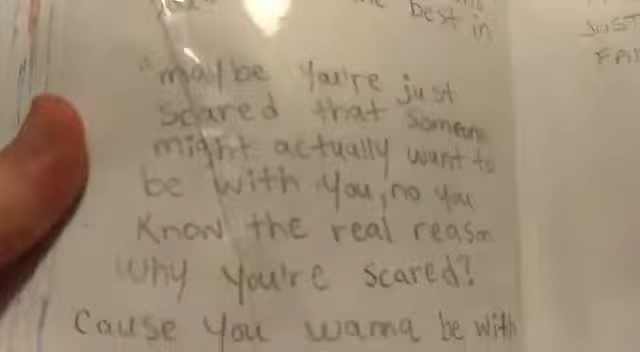 best in
"maybe you're just
scared that someone
might actually want to
be with you, no you
know the real reason
why you're scared?
Cause you wanna be with
JUST